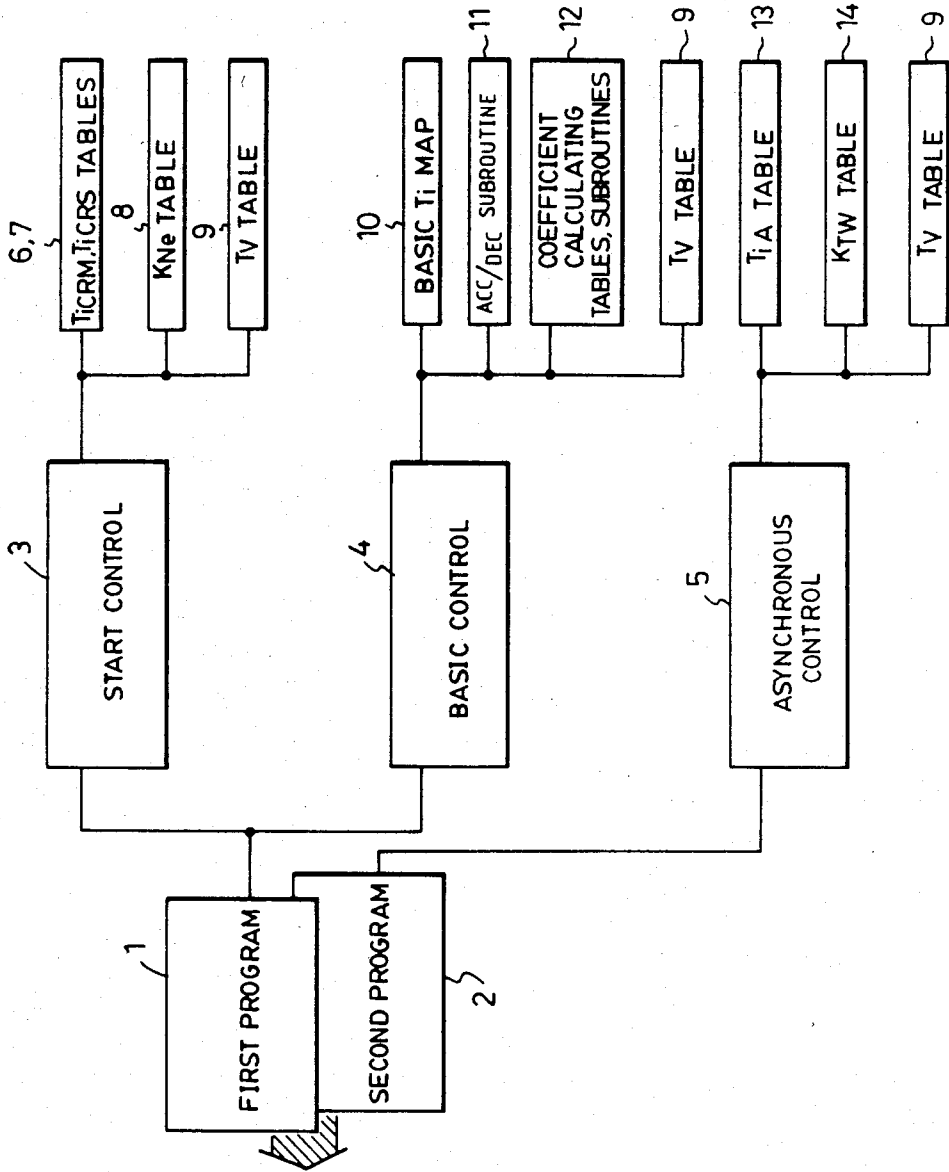 1
FIRST PROGRAM
SECOND PROGRAM
2
3
START CONTROL
4
BASIC CONTROL
5
ASYNCHRONOUS
CONTROL
6,7
TiCRM,TiCRS TABLES
8
KNe TABLE
9
TV TABLE
10
BASIC Ti MAP
ACC/DEC SUBROUTINE
11
COEFFICIENT
CALCULATING
TABLES,SUBROUTINES
12
TV TABLE
9
TiA TABLE
13
KTW TABLE
14
TV TABLE
9